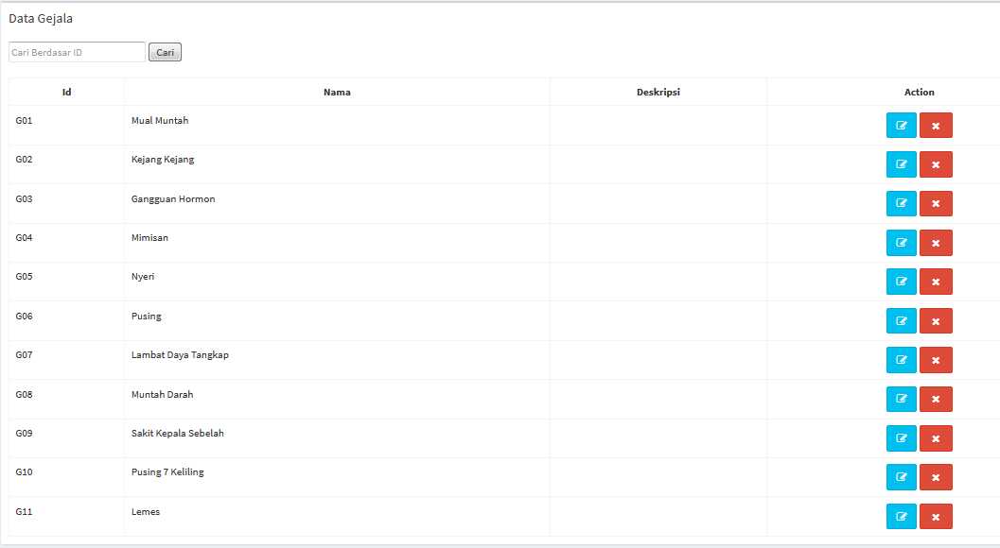 Data Gejala
Cari Berdasar ID Cari
Id Nama Deskripsi Action
G01 Mual Muntah
G02 Kejang Kejang
G03 Gangguan Hormon
G04 Mimisan
G05 Nyeri
G06 Pusing
G07 Lambat Daya Tangkap
G08 Muntah Darah
G09 Sakit Kepala Sebelah
G10 Pusing 7 Keliling
G11 Lemes